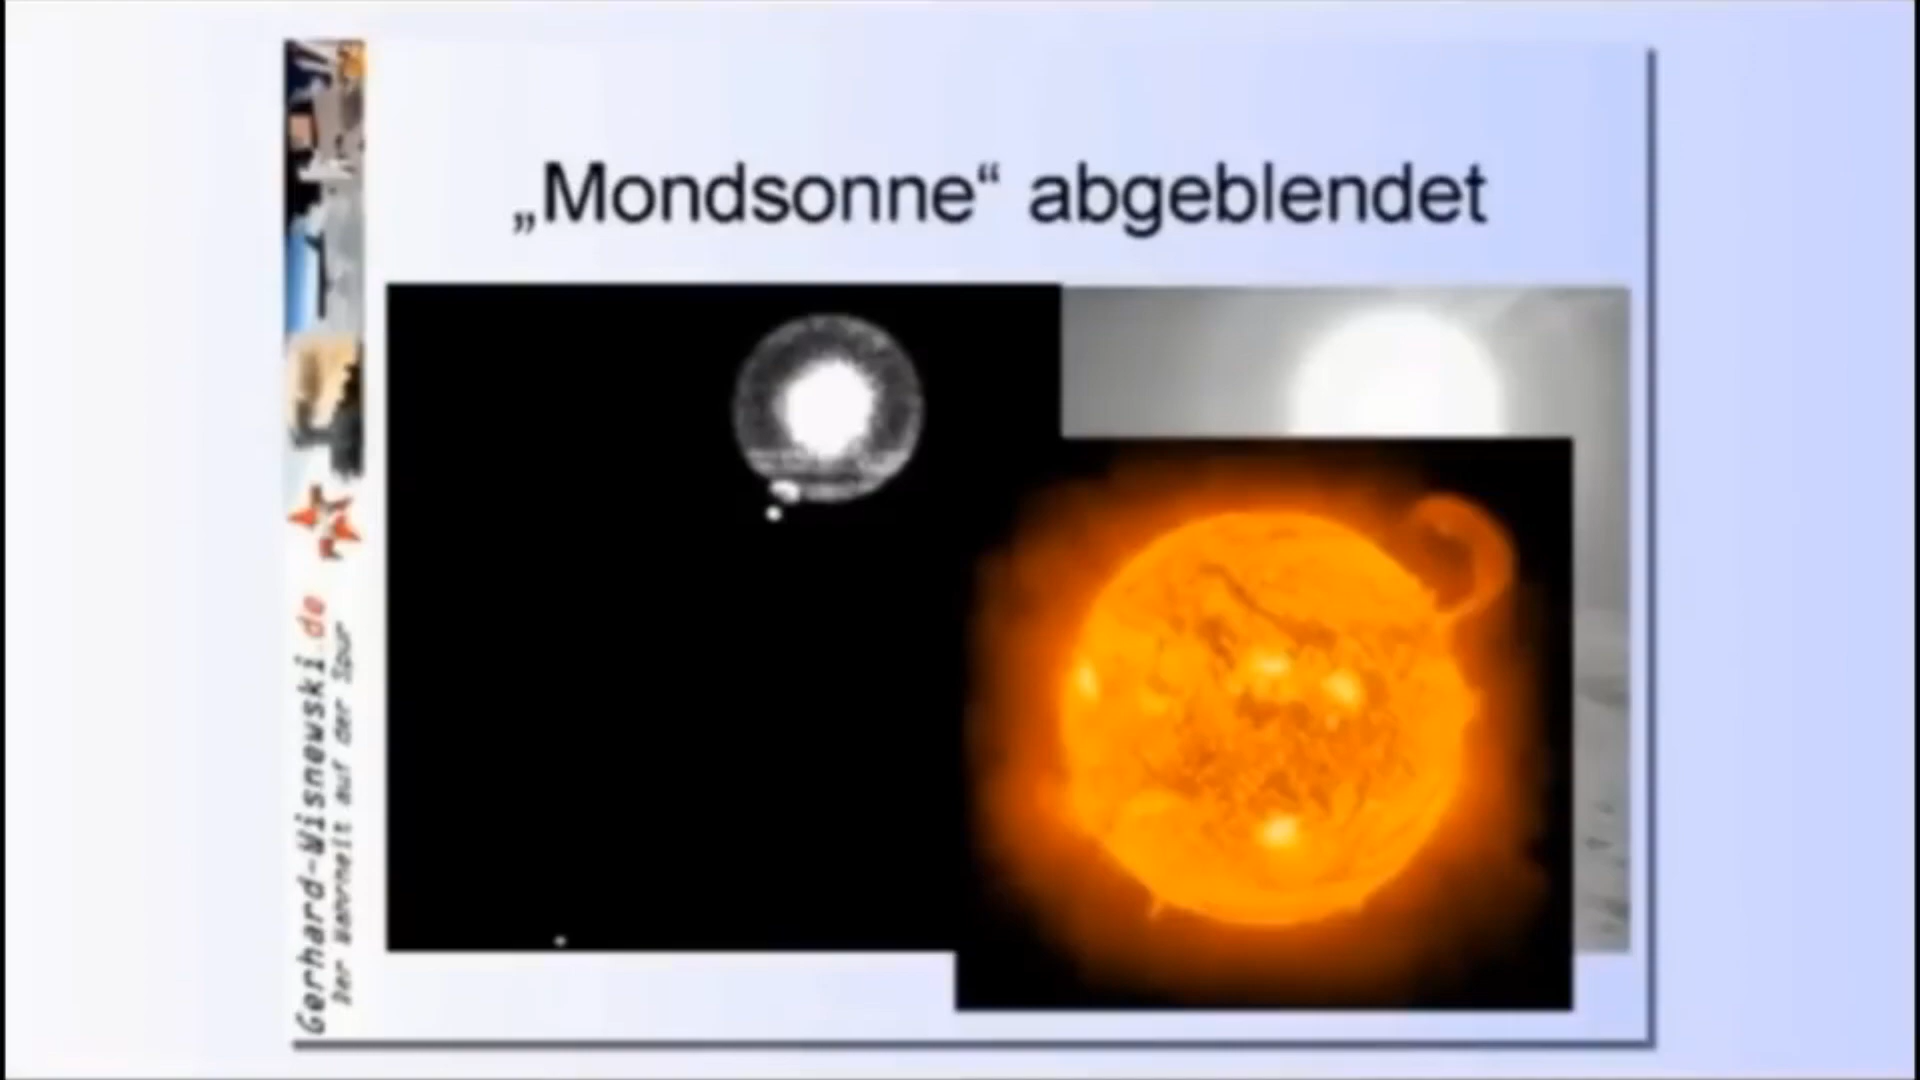 „Mondsonne“ abgeblendet
Gerhard-Wisnewski.de
Der Wahrheit auf der Spur